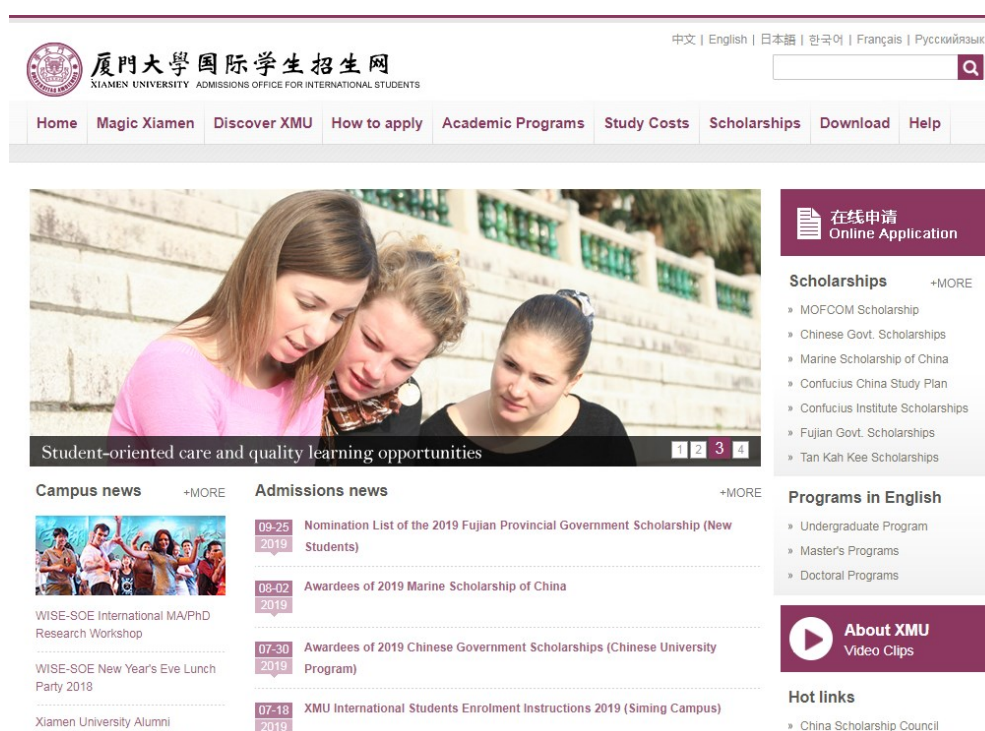 中文 | English | 日本語 | 한국어 | Français | Русскийязык
厦門大學国际学生招生网
XIAMEN UNIVERSITY ADMISSIONS OFFICE FOR INTERNATIONAL STUDENTS
Home Magic Xiamen Discover XMU How to apply Academic Programs Study Costs Scholarships Download Help
Student-oriented care and quality learning opportunities
1 2 3 4
Campus news +MORE
WISE-SOE International MA/PhD
Research Workshop
WISE-SOE New Year's Eve Lunch
Party 2018
Xiamen University Alumni
Admissions news +MORE
09-25
2019
Nomination List of the 2019 Fujian Provincial Government Scholarship (New
Students)
08-02
2019
Awardees of 2019 Marine Scholarship of China
07-30
2019
Awardees of 2019 Chinese Government Scholarships (Chinese University
Program)
07-18
2019
XMU International Students Enrolment Instructions 2019 (Siming Campus)
在线申请
Online Application
Scholarships +MORE
» MOFCOM Scholarship
» Chinese Govt. Scholarships
» Marine Scholarship of China
» Confucius China Study Plan
» Confucius Institute Scholarships
» Fujian Govt. Scholarships
» Tan Kah Kee Scholarships
Programs in English
» Undergraduate Program
» Master's Programs
» Doctoral Programs
About XMU
Video Clips
Hot links
» China Scholarship Council